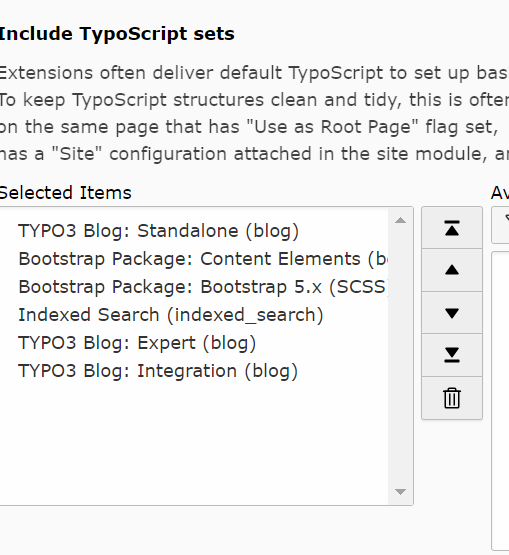 Include TypoScript sets
Extensions often deliver default TypoScript to set up bas
To keep TypoScript structures clean and tidy, this is ofter
on the same page that has "Use as Root Page" flag set,
has a "Site" configuration attached in the site module, ar
Selected Items
Av
TYPO3 Blog: Standalone (blog)
Bootstrap Package: Content Elements (bo
Bootstrap Package: Bootstrap 5.x (SCSS)
Indexed Search (indexed_search)
TYPO3 Blog: Expert (blog)
TYPO3 Blog: Integration (blog)